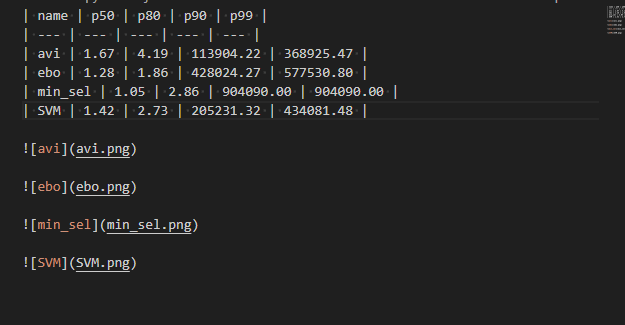 | name | p50 | p80 | p90 | p99 |
| --- | --- | --- | --- | --- |
| avi | 1.67 | 4.19 | 113904.22 | 368925.47 |
| ebo | 1.28 | 1.86 | 428024.27 | 577530.80 |
| min_sel | 1.05 | 2.86 | 904090.00 | 904090.00 |
| SVM | 1.42 | 2.73 | 205231.32 | 434081.48 |
![avi](avi.png)
![ebo](ebo.png)
![min_sel](min_sel.png)
![SVM](SVM.png)